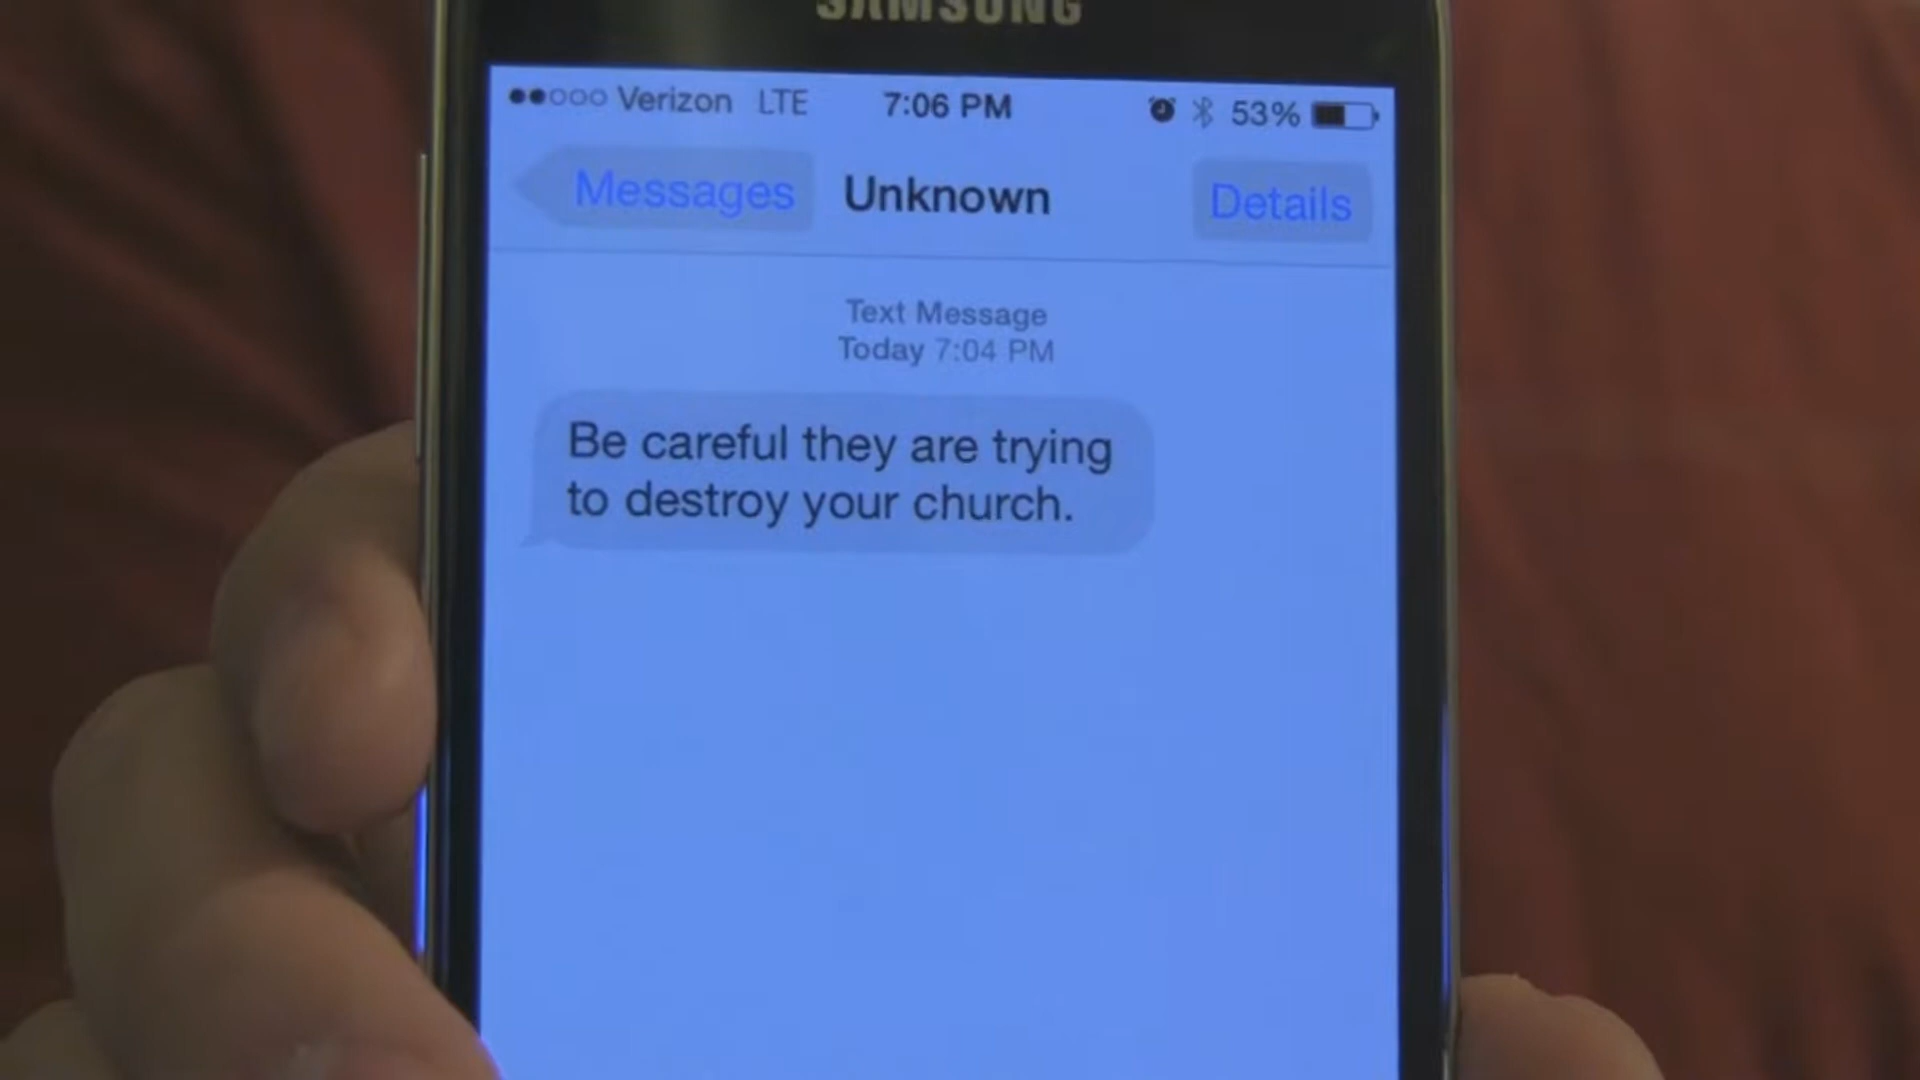 SAMSUNG
Verizon LTE 7:06 PM 53%
Messages Unknown Details
Text Message
Today 7:04 PM
Be careful they are trying
to destroy your church.